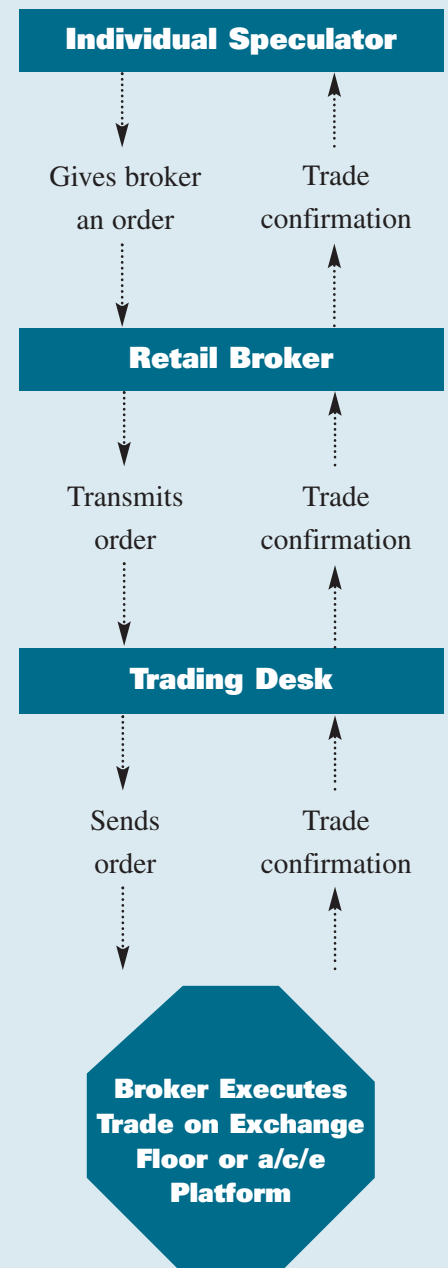 Individual Speculator
Gives broker
an order
Trade
confirmation
Retail Broker
Transmits
order
Trade
confirmation
Trading Desk
Sends
order
Trade
confirmation
Broker Executes
Trade on Exchange
Floor or a/c/e
Platform